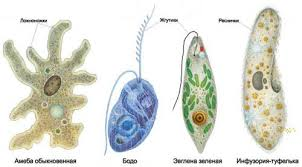 Ложноножки
Жгутики
Реснички
Амеба обыкновенная
Бодо
Эвглена зеленая
Инфузория-туфелька